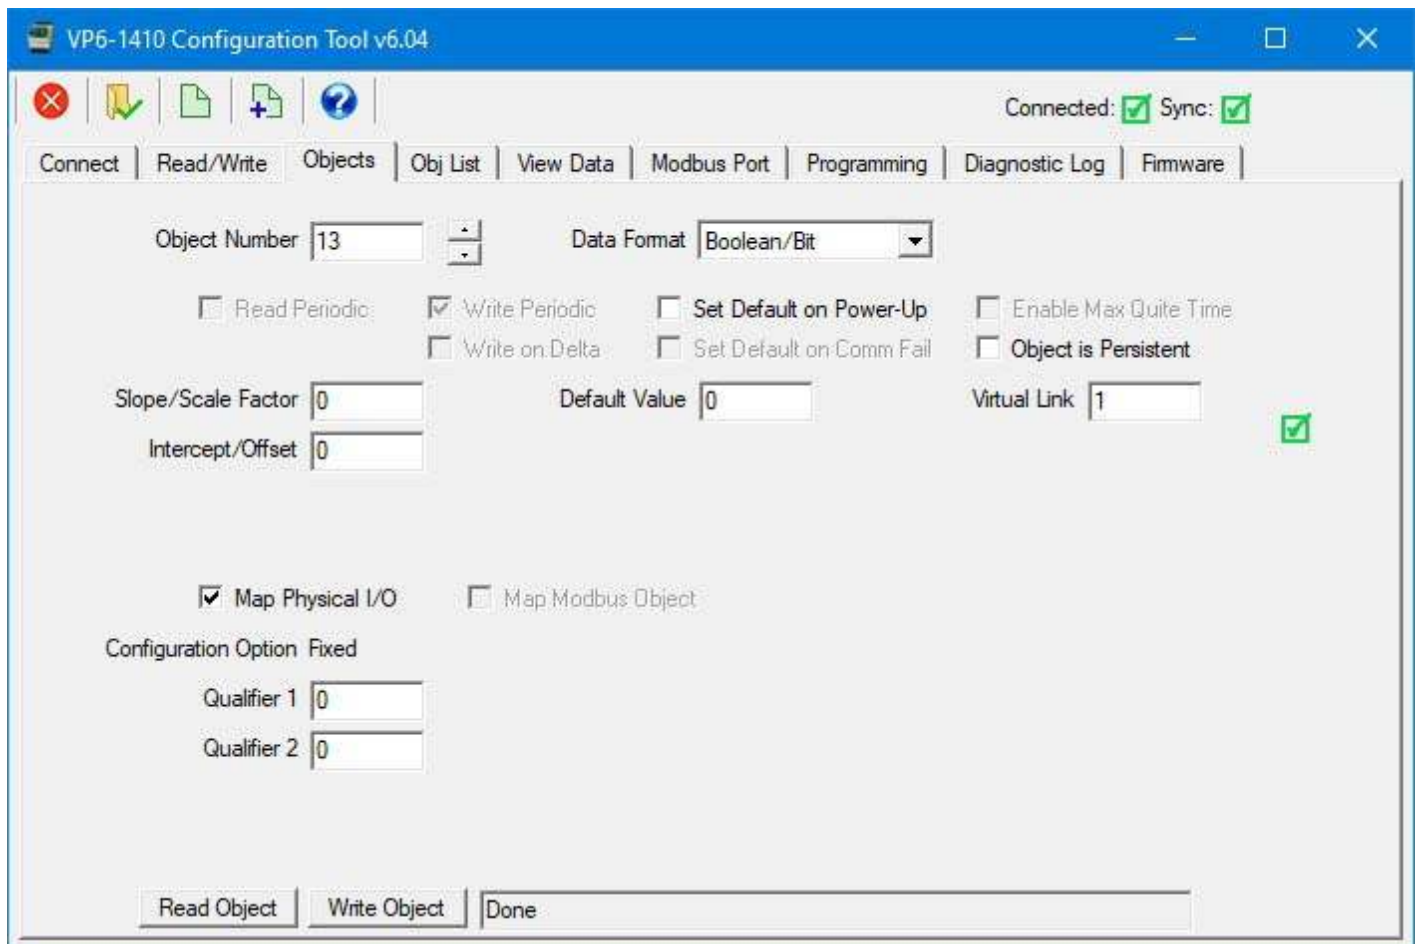 VP6-1410 Configuration Tool v6.04
Connected: Sync:
Connect Read/Write Objects Obj List View Data Modbus Port Programming Diagnostic Log Firmware
Object Number 13 Data Format Boolean/Bit
Read Periodic Write Periodic Set Default on Power-Up Enable Max Quite Time
Write on Delta Set Default on Comm Fail Object is Persistent
Slope/Scale Factor 0 Default Value 0 Virtual Link 1
Intercept/Offset 0
Map Physical I/O Map Modbus Object
Configuration Option Fixed
Qualifier 1 0
Qualifier 2 0
Read Object Write Object Done